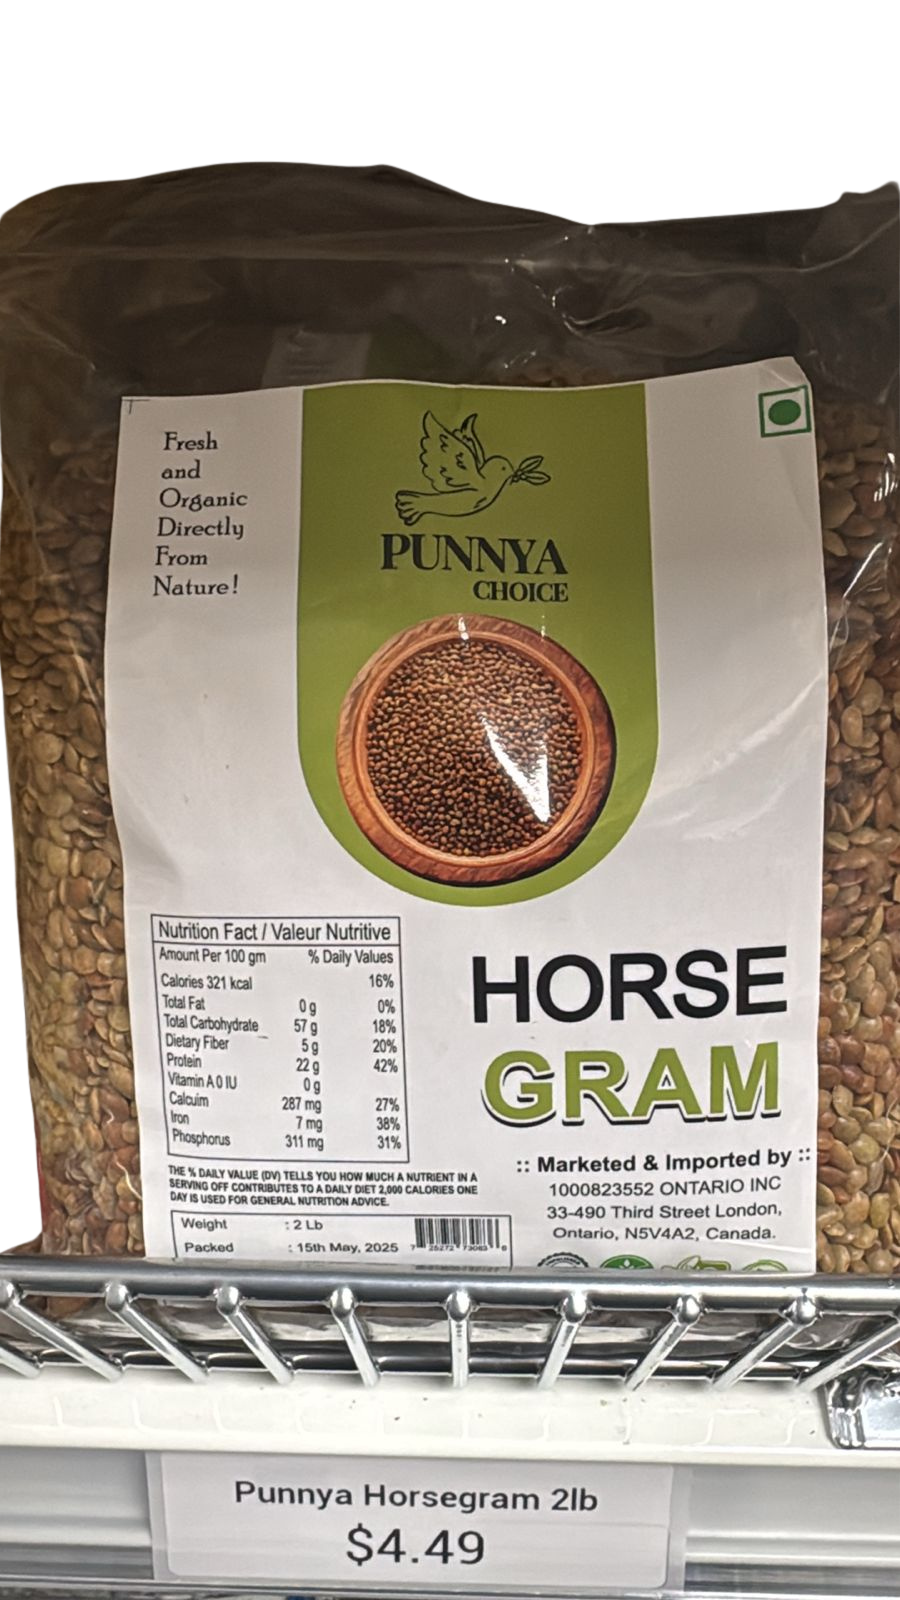 Fresh
and
Organic
Directly
From
Nature!
PUNNYA
CHOICE
Nutrition Fact / Valeur Nutritive
Amount Per 100 gm % Daily Values
Calories 321 kcal 16%
Total Fat 0 g 0%
Total Carbohydrate 57 g 18%
Dietary Fiber 5 g 20%
Protein 22 g 42%
Vitamin A 0 IU 0 g
Calcuim 287 mg 27%
Iron 7 mg 38%
Phosphorus 311 mg 31%
THE % DAILY VALUE (DV) TELLS YOU HOW MUCH A NUTRIENT IN A
SERVING OFF CONTRIBUTES TO A DAILY DIET 2,000 CALORIES ONE
DAY IS USED FOR GENERAL NUTRITION ADVICE.
Weight : 2 Lb
Packed : 15th May, 2025
HORSE
GRAM
:: Marketed & Imported by ::
1000823552 ONTARIO INC
33-490 Third Street London,
Ontario, N5V4A2, Canada.
Punnya Horsegram 2lb
$4.49